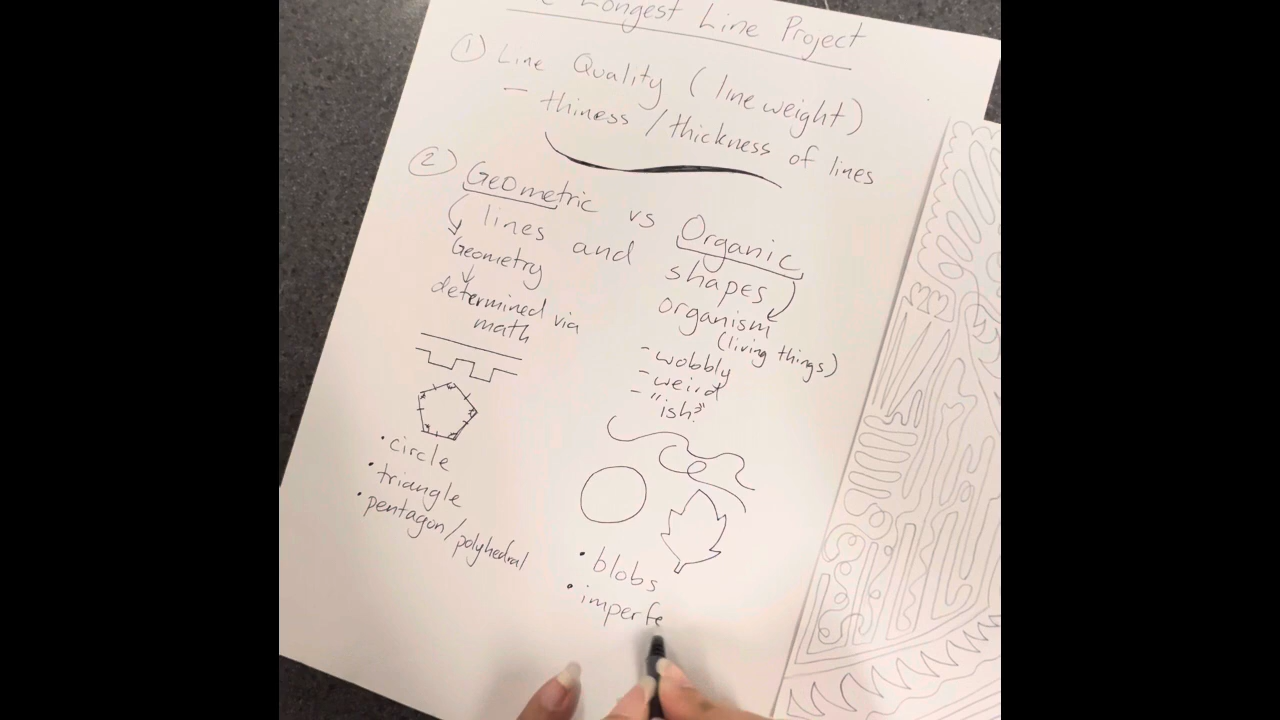 Longest Line Project
① Line Quality (line weight)
- thiness / thickness of lines
② Geometric vs Organic
lines and shapes
Geometry
determined via
math
• circle
• triangle
• pentagon/polyhedral
organism
(living things)
- wobbly
- weird
- "ish"
• blobs
• imperfe